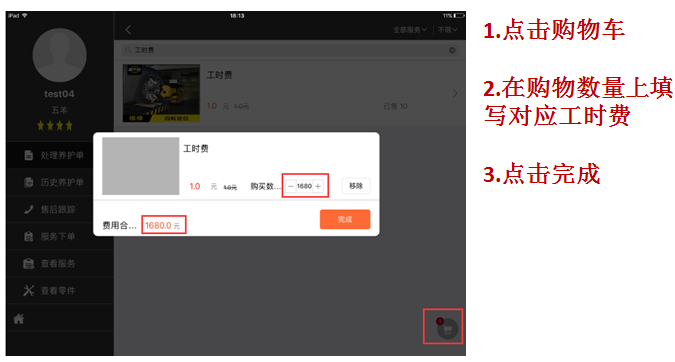 iPad 18:13 11%
全部服务 不限
工时费
test04
五羊
处理养护单
历史养护单
售后跟踪
服务下单
查看服务
查看零件
工时费
1.0 元 1.0元 已售 10
工时费
1.0 元 1.0元 购买数... － 1680 + 移除
费用合... 1680.0 元 完成
1
1.点击购物车
2.在购物数量上填
写对应工时费
3.点击完成